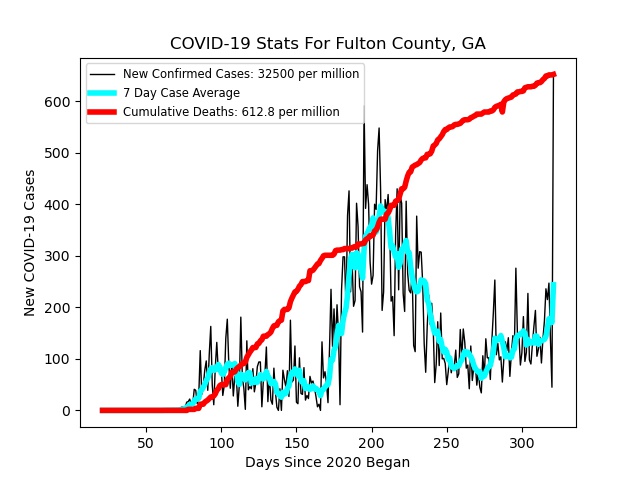 COVID-19 Stats For Fulton County, GA
New Confirmed Cases: 32500 per million
7 Day Case Average
Cumulative Deaths: 612.8 per million
600
500
400
300
200
100
0
New COVID-19 Cases
50 100 150 200 250 300
Days Since 2020 Began